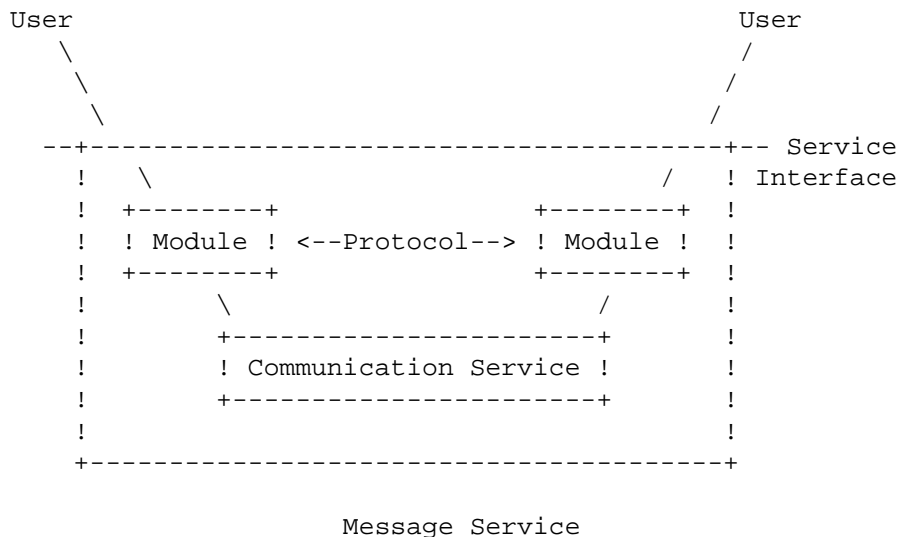 User User
Service
Interface
Module <--Protocol--> Module
Communication Service
Message Service